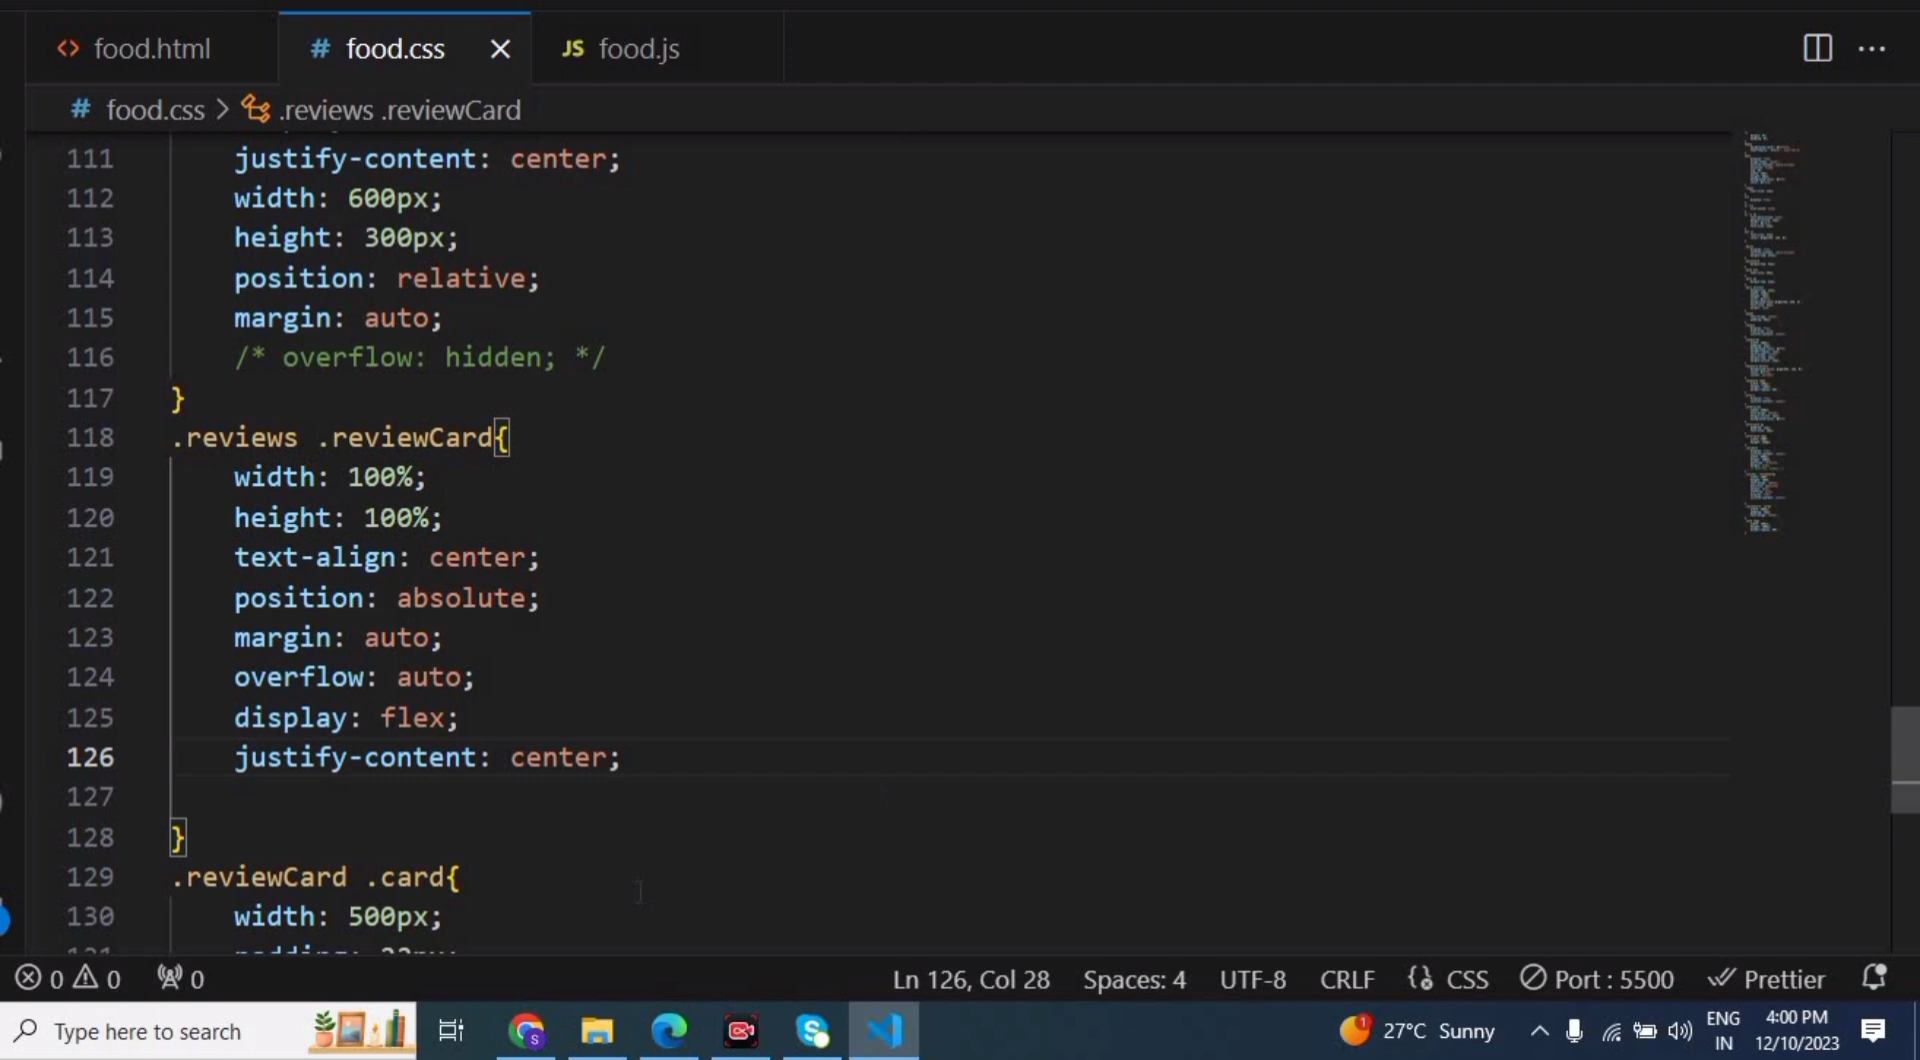 food.html
# food.css
JS food.js
# food.css > .reviews .reviewCard
111 justify-content: center;
112 width: 600px;
113 height: 300px;
114 position: relative;
115 margin: auto;
116 /* overflow: hidden; */
117 }
118 .reviews .reviewCard{
119 width: 100%;
120 height: 100%;
121 text-align: center;
122 position: absolute;
123 margin: auto;
124 overflow: auto;
125 display: flex;
126 justify-content: center;
127
128 }
129 .reviewCard .card{
130 width: 500px;
0 0 0 Ln 126, Col 28 Spaces: 4 UTF-8 CRLF CSS Port : 5500 Prettier
Type here to search 1 27°C Sunny ENG 4:00 PM
IN 12/10/2023